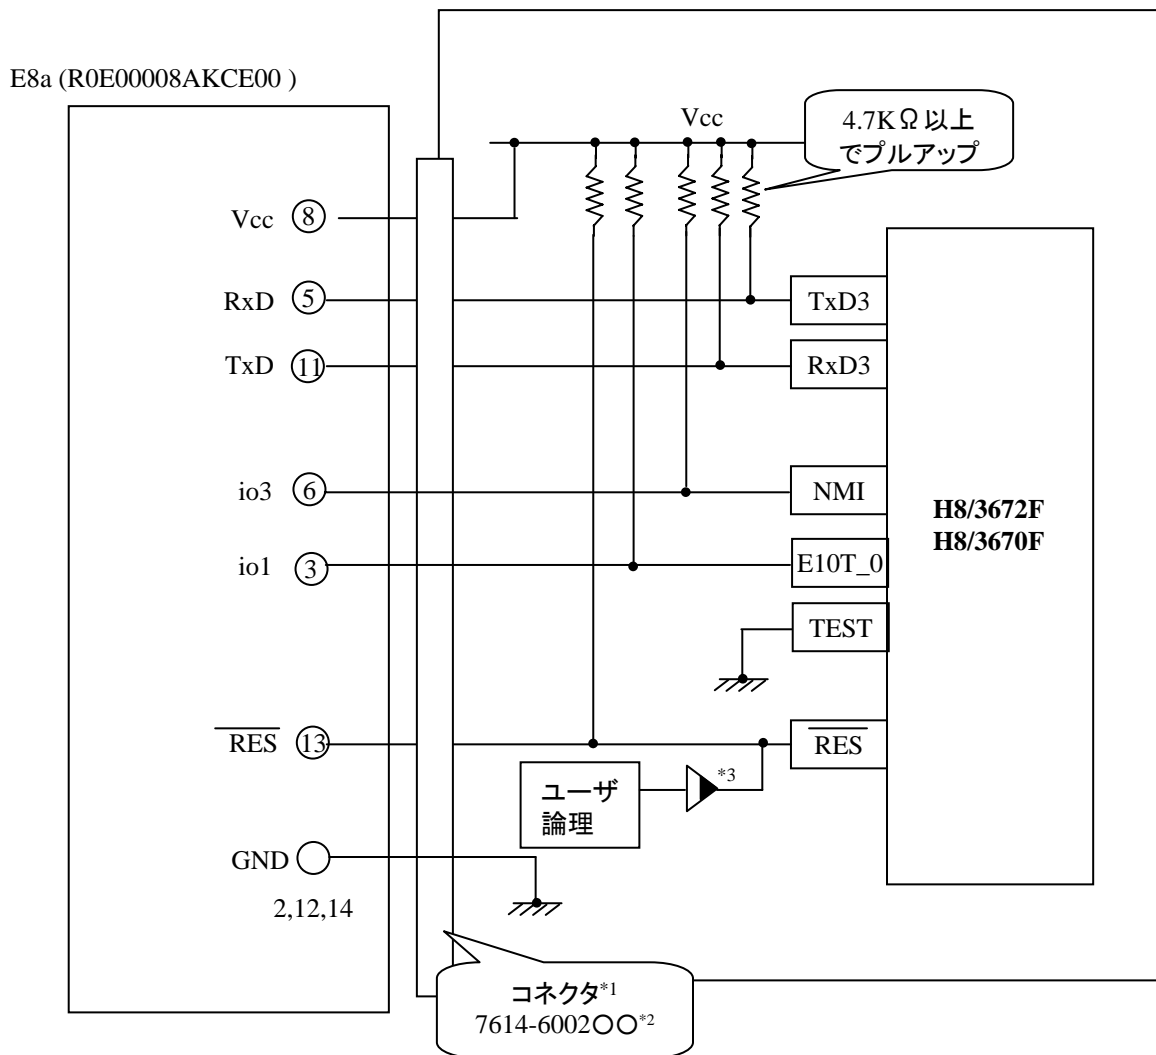 E8a (R0E00008AKCE00 )
Vcc
4.7KΩ以上
でプルアップ
Vcc 8
RxD 5
TxD3
TxD 11
RxD3
io3 6
NMI
H8/3672F
H8/3670F
io1 3
E10T_0
TEST
RES 13
RES
*3
ユーザ
論理
GND
2,12,14
コネクタ*1
7614-6002〇〇*2